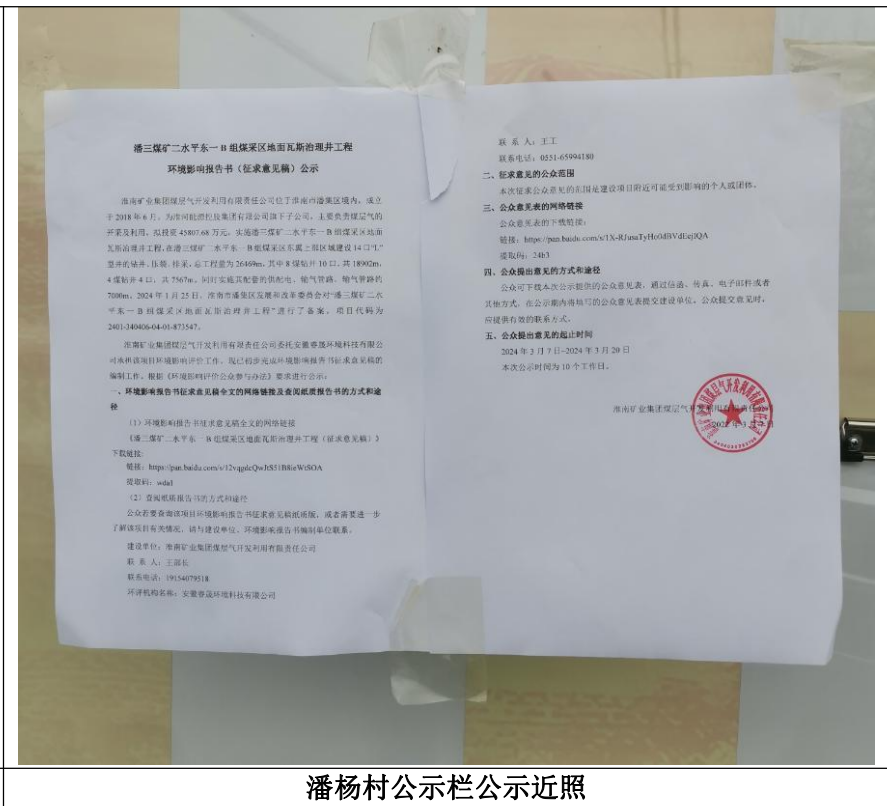 潘三煤矿二水平东一B组煤采区地面瓦斯治理井工程
环境影响报告书（征求意见稿）公示
淮南矿业集团煤层气开发利用有限责任公司位于淮南市潘集区境内，成立
于2018年6月，为淮河能源控股集团有限公司旗下子公司，主要负责煤层气的
开采及利用。拟投资45807.68万元，实施潘三煤矿二水平东一B组煤采区地面
瓦斯治理井工程，在潘三煤矿二水平东一B组煤采区东翼上部区域建设14口“L”
型井的钻井、压裂、排采，总工程量为26469m，其中8煤钻井10口，共18902m，
4煤钻井4口，共7567m。同时实施其配套的供配电、输气管路，输气管路约
7000m。2024年1月25日，淮南市潘集区发展和改革委员会对“潘三煤矿二水
平东一B组煤采区地面瓦斯治理井工程”进行了备案，项目代码为
2401-340406-04-01-873547。
淮南矿业集团煤层气开发利用有限责任公司委托安徽睿晟环境科技有限公
司承担该项目环境影响评价工作，现已初步完成环境影响报告书征求意见稿的
编制工作。根据《环境影响评价公众参与办法》要求进行公示：
一、环境影响报告书征求意见稿全文的网络链接及查阅纸质报告书的方式和途
径
（1）环境影响报告书征求意见稿全文的网络链接
《潘三煤矿二水平东一B组煤采区地面瓦斯治理井工程（征求意见稿）》
下载链接：
链接：https://pan.baidu.com/s/
提取码：wda1
（2）查阅纸质报告书的方式和途径
公众若要查阅该项目环境影响报告书征求意见稿纸质版，或者需要进一步
了解该项目有关情况，请与建设单位、环境影响报告书编制单位联系。
建设单位：淮南矿业集团煤层气开发利用有限责任公司
联 系 人：王部长
联系电话：19154079518
环评机构名称：安徽睿晟环境科技有限公司
联 系 人：王工
联系电话：0551-65994180
二、征求意见的公众范围
本次征求公众意见的范围是建设项目附近可能受到影响的个人或团体。
三、公众意见表的网络链接
公众意见表的下载链接：
链接：https://pan.baidu.com/s/1X-RJusaTyHo0dBVdEejIQA
提取码：24b3
四、公众提出意见的方式和途径
公众可下载本次公示提供的公众意见表，通过信函、传真、电子邮件或者
其他方式，在公示期内将填写的公众意见表提交建设单位。公众提交意见时，
应提供有效的联系方式。
五、公众提出意见的起止时间
2024年3月7日~2024年3月20日
本次公示时间为10个工作日。
淮南矿业集团煤层气开发利用有限责任公司
潘杨村公示栏公示近照